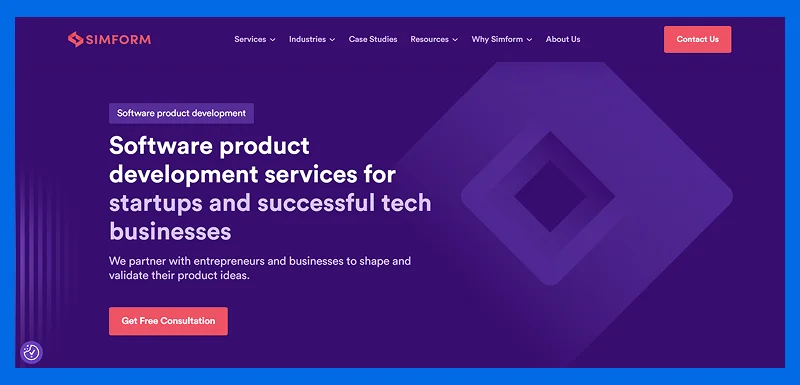 SIMFORM
Services
Industries
Case Studies
Resources
Why Simform
About Us
Contact Us
Software product development
Software product
development services for
startups and successful tech
businesses
We partner with entrepreneurs and businesses to shape and
validate their product ideas.
Get Free Consultation